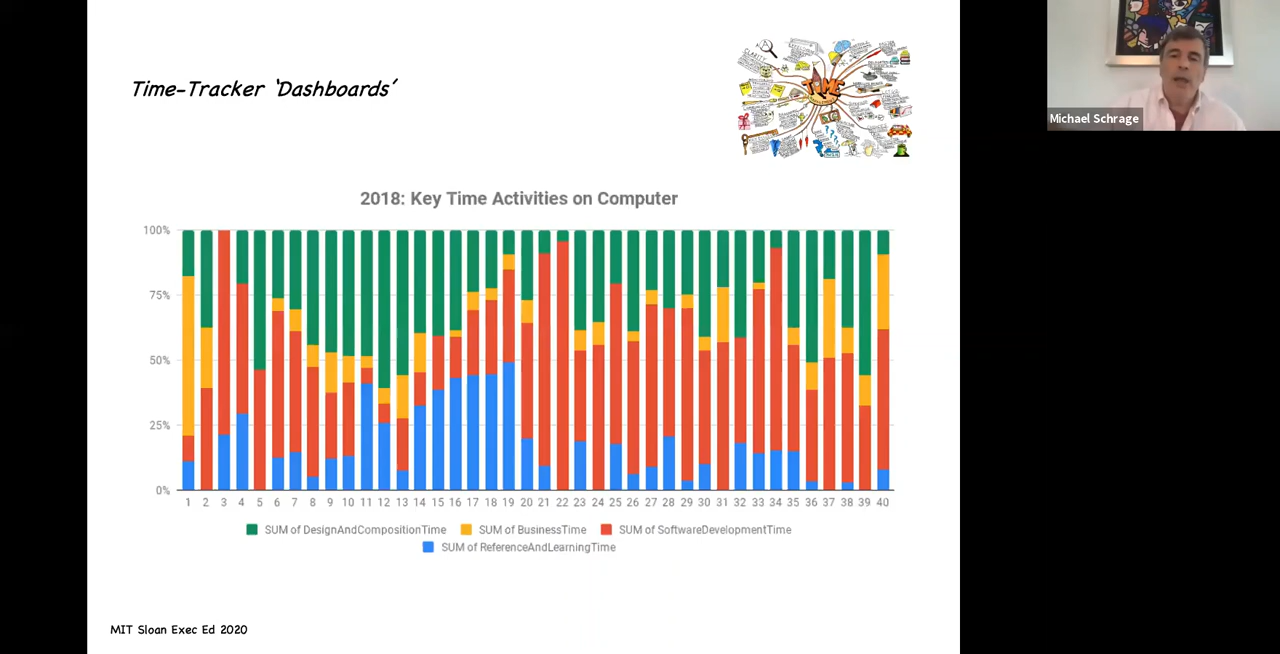 Time-Tracker ‘Dashboards’
TIME
CLARITY
Michael Schrage
2018: Key Time Activities on Computer
100%
75%
50%
25%
0%
1 2 3 4 5 6 7 8 9 10 11 12 13 14 15 16 17 18 19 20 21 22 23 24 25 26 27 28 29 30 31 32 33 34 35 36 37 38 39 40
SUM of DesignAndCompositionTime SUM of BusinessTime SUM of SoftwareDevelopmentTime
SUM of ReferenceAndLearningTime
MIT Sloan Exec Ed 2020